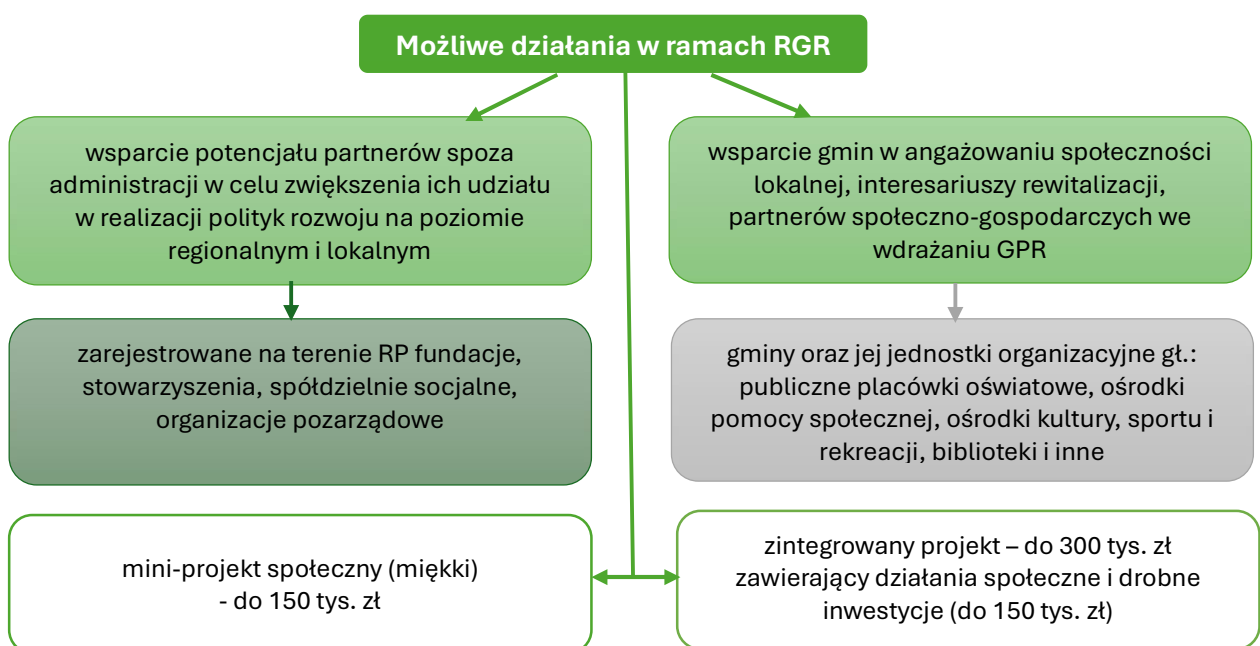 Możliwe działania w ramach RGR
wsparcie potencjału partnerów spoza
administracji w celu zwiększenia ich udziału
w realizacji polityk rozwoju na poziomie
regionalnym i lokalnym
wsparcie gmin w angażowaniu społeczności
lokalnej, interesariuszy rewitalizacji,
partnerów społeczno-gospodarczych we
wdrażaniu GPR
zarejestrowane na terenie RP fundacje,
stowarzyszenia, spółdzielnie socjalne,
organizacje pozarządowe
gminy oraz jej jednostki organizacyjne gł.:
publiczne placówki oświatowe, ośrodki
pomocy społecznej, ośrodki kultury, sportu i
rekreacji, biblioteki i inne
mini-projekt społeczny (miękki)
- do 150 tys. zł
zintegrowany projekt – do 300 tys. zł
zawierający działania społeczne i drobne
inwestycje (do 150 tys. zł)